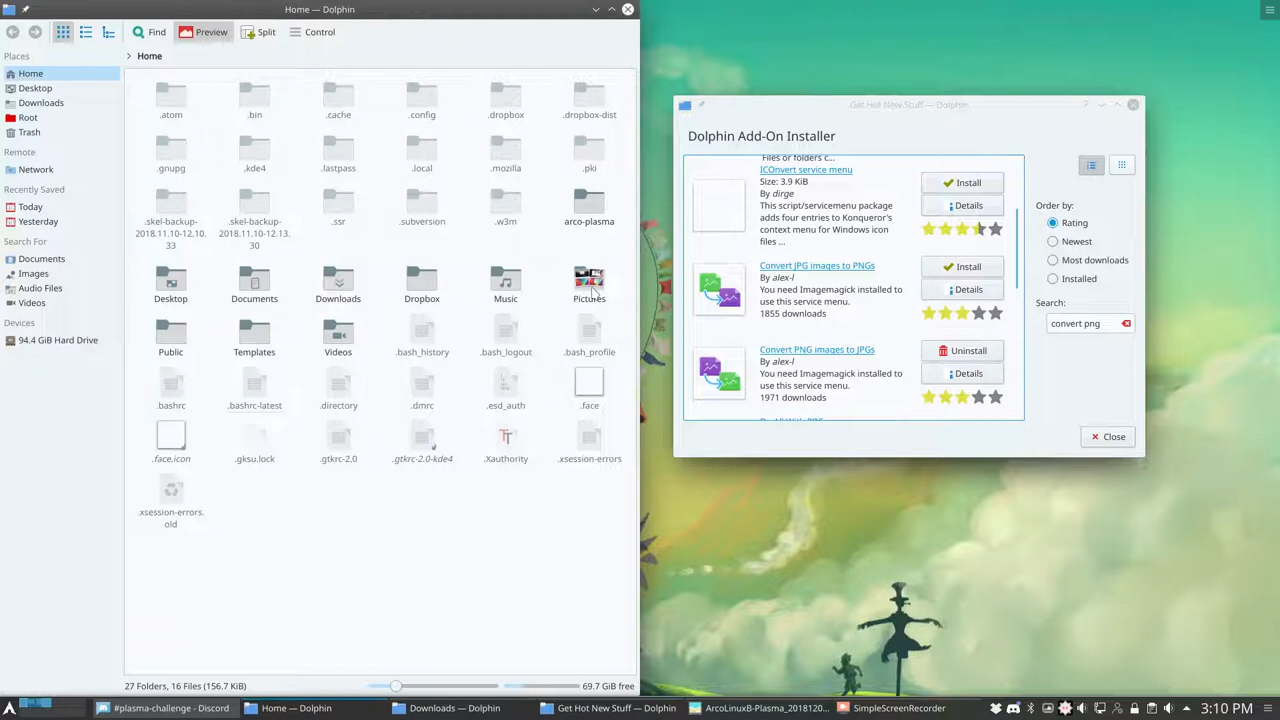 Home — Dolphin
Find
Preview
Split
Control
Places
Home
Desktop
Downloads
Root
Trash
Remote
Network
Recently Saved
Today
Yesterday
Search For
Documents
Images
Audio Files
Videos
Devices
94.4 GiB Hard Drive
> Home
.atom .bin .cache .config .dropbox .dropbox-dist
.gnupg .kde4 .lastpass .local .mozilla .pki
.skel-backup-
2018.11.10-12.10.
33
.skel-backup-
2018.11.10-12.13.
30
.ssr .subversion .w3m arco-plasma
Desktop Documents Downloads Dropbox Music Pictures
Public Templates Videos .bash_history .bash_logout .bash_profile
.bashrc .bashrc-latest .directory .dmrc .esd_auth .face
.face.icon .gksu.lock .gtkrc-2.0 .gtkrc-2.0-kde4 .Xauthority .xsession-errors
.xsession-errors.
old
27 Folders, 16 Files (156.7 KiB)
69.7 GiB free
Get Hot New Stuff — Dolphin
Dolphin Add-On Installer
Files or folders c...
ICOnvert service menu
Size: 3.9 KiB
By dirge
This script/servicemenu package
adds four entries to Konqueror's
context menu for Windows icon
files ...
Install
Details
Convert JPG images to PNGs
By alex-l
You need Imagemagick installed to
use this service menu.
1855 downloads
Install
Details
Convert PNG images to JPGs
By alex-l
You need Imagemagick installed to
use this service menu.
1971 downloads
Uninstall
Details
Order by:
Rating
Newest
Most downloads
Installed
Search:
convert png
Close
#plasma-challenge - Discord
Home — Dolphin
Downloads — Dolphin
Get Hot New Stuff — Dolphin
ArcoLinuxB-Plasma_2018120...
SimpleScreenRecorder
3:10 PM